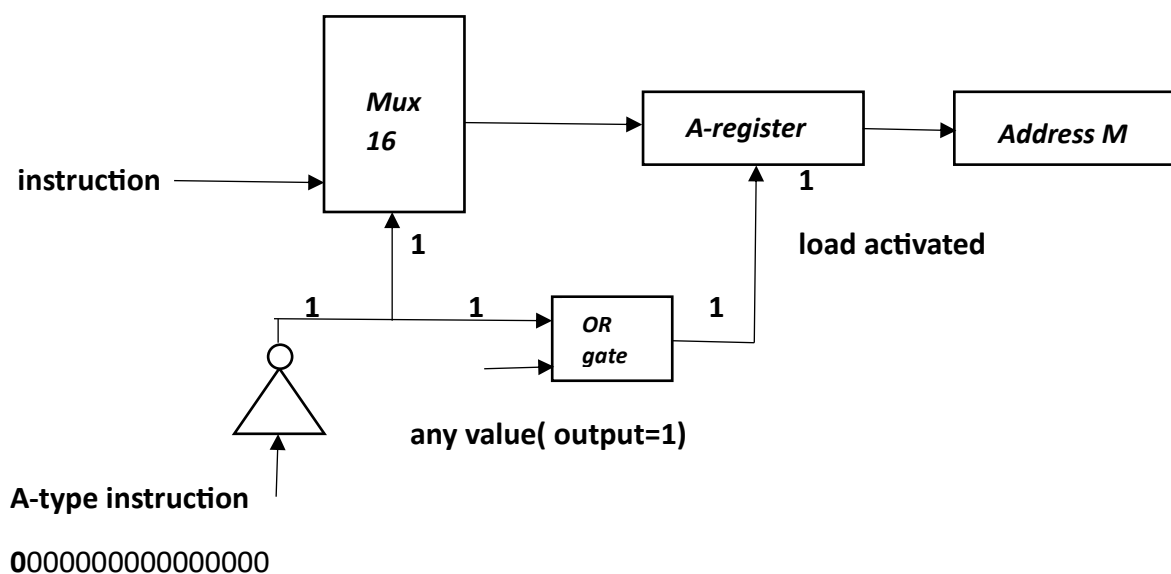 Mux
16
A-register
Address M
instruction
1
1
load activated
1
1
1
OR
gate
any value( output=1)
A-type instruction
0000000000000000